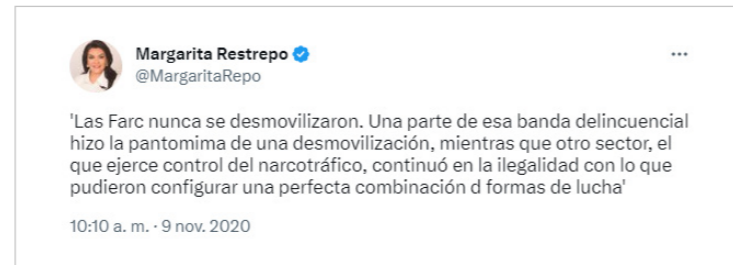 Margarita Restrepo
@MargaritaRepo
'Las Farc nunca se desmovilizaron. Una parte de esa banda delincuencial
hizo la pantomima de una desmovilización, mientras que otro sector, el
que ejerce control del narcotráfico, continuó en la ilegalidad con lo que
pudieron configurar una perfecta combinación d formas de lucha'
10:10 a. m. · 9 nov. 2020